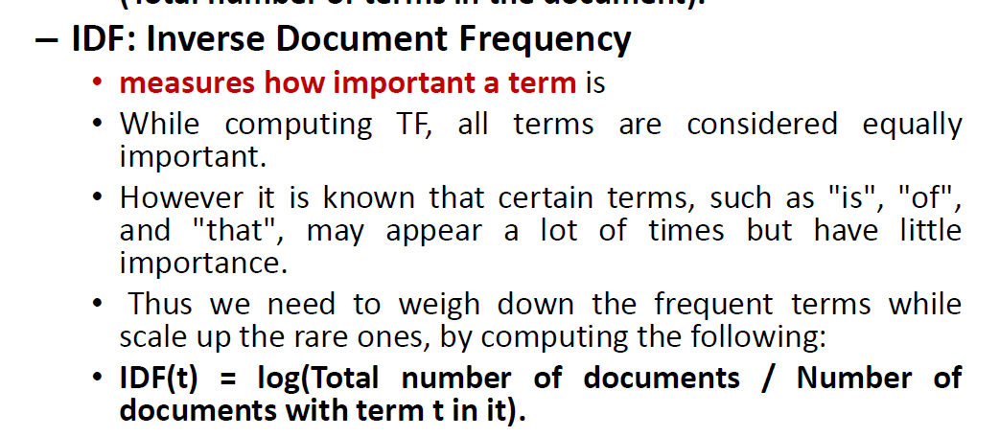 (Total number of terms in the document).
– IDF: Inverse Document Frequency
• measures how important a term is
• While computing TF, all terms are considered equally
important.
• However it is known that certain terms, such as "is", "of",
and "that", may appear a lot of times but have little
importance.
• Thus we need to weigh down the frequent terms while
scale up the rare ones, by computing the following:
• IDF(t) = log(Total number of documents / Number of
documents with term t in it).